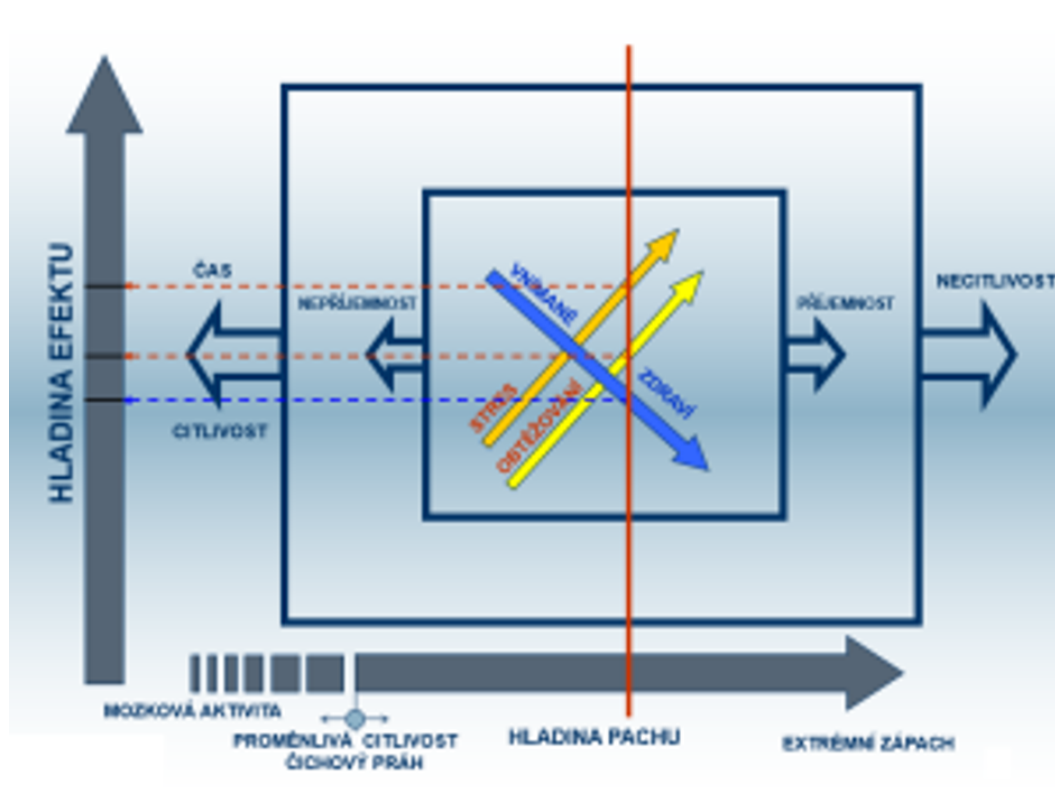 HLADINA EFEKTU
ČAS
NEPŘÍJEMNOST
CITLIVOST
VNÍMANÉ
ZDRAVÍ
STRES
OBTĚŽOVÁNÍ
PŘÍJEMNOST
NECITLIVOST
MOZKOVÁ AKTIVITA
PROMĚNLIVÁ CITLIVOST
ČICHOVÝ PRÁH
HLADINA PACHU
EXTRÉMNÍ ZÁPACH